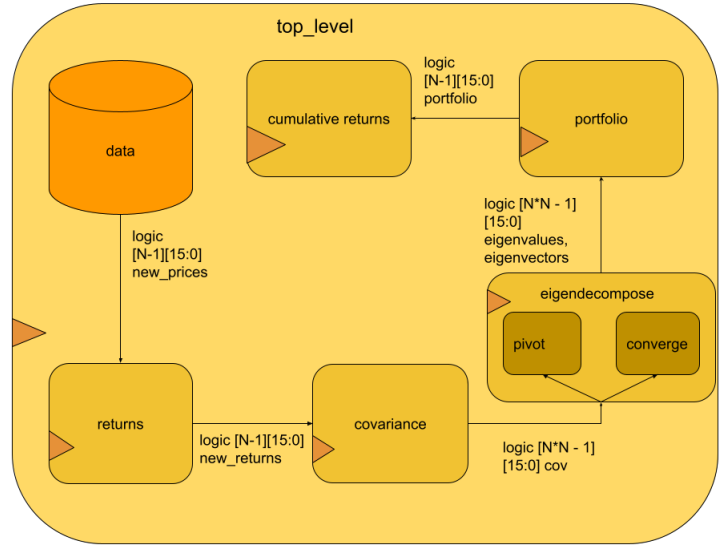 top_level
data
cumulative returns
logic
[N-1][15:0]
portfolio
portfolio
logic
[N-1][15:0]
new_prices
logic [N*N - 1]
[15:0]
eigenvalues,
eigenvectors
eigendecompose
pivot
converge
returns
logic [N-1][15:0]
new_returns
covariance
logic [N*N - 1]
[15:0] cov